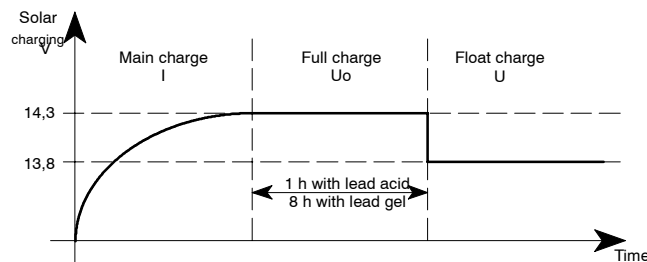 Solar
charging
V
Main charge
I
Full charge
Uo
Float charge
U
14,3
13,8
1 h with lead acid
8 h with lead gel
Time